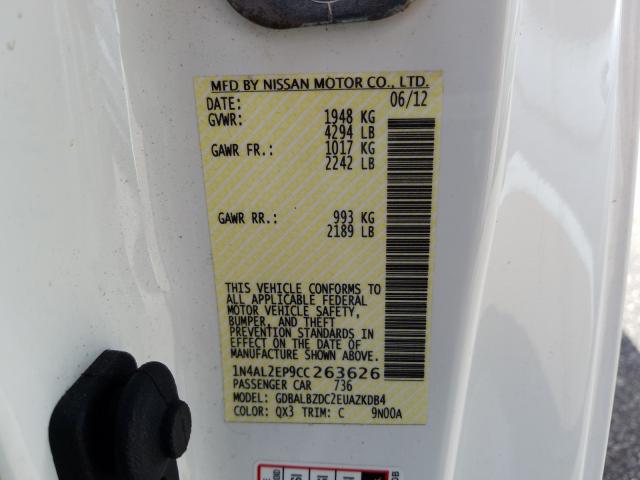 MFD BY NISSAN MOTOR CO., LTD.
DATE: 06/12
GVWR: 1948 KG
4294 LB
GAWR FR.: 1017 KG
2242 LB
GAWR RR.: 993 KG
2189 LB
THIS VEHICLE CONFORMS TO
ALL APPLICABLE FEDERAL
MOTOR VEHICLE SAFETY,
BUMPER, AND THEFT
PREVENTION STANDARDS IN
EFFECT ON THE DATE OF
MANUFACTURE SHOWN ABOVE.
1N4AL2EP9CC263626
PASSENGER CAR 736
MODEL: GDBALBZDC2EUAZKDB4
COLOR: QX3 TRIM: C 9N00A